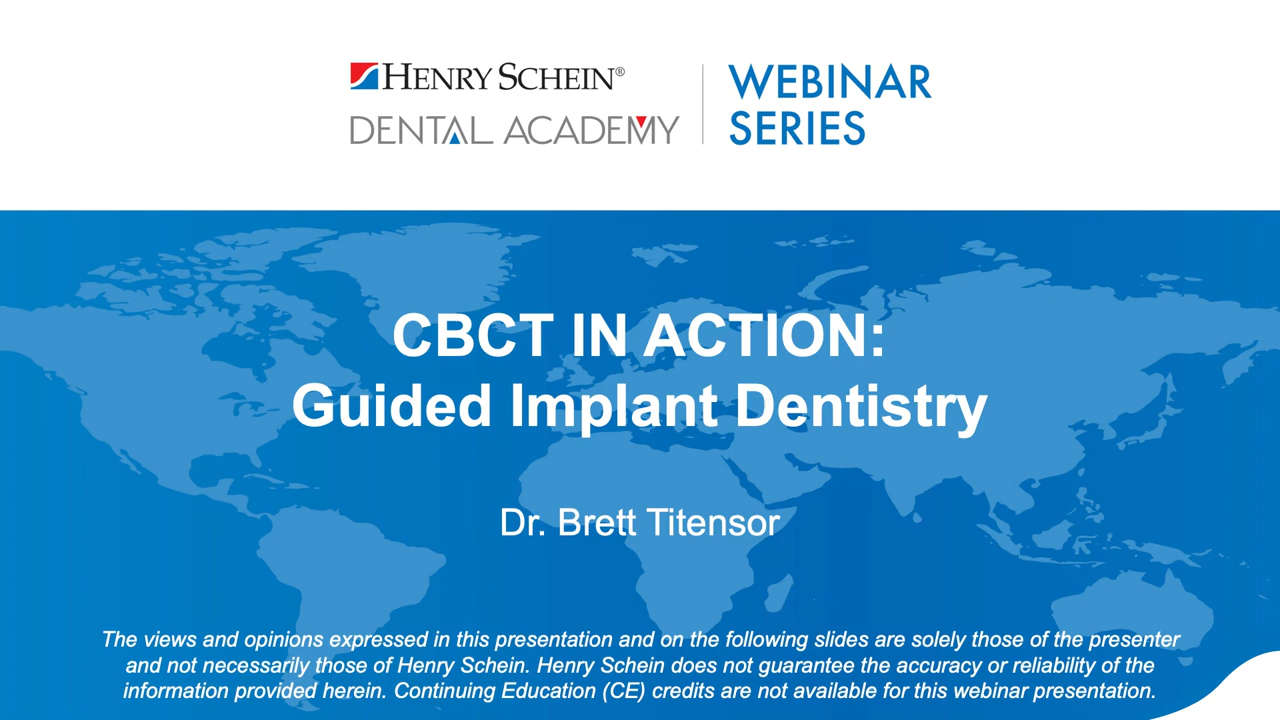 HENRY SCHEIN®
DENTAL ACADEMY
WEBINAR
SERIES
CBCT IN ACTION:
Guided Implant Dentistry
Dr. Brett Titensor
The views and opinions expressed in this presentation and on the following slides are solely those of the presenter
and not necessarily those of Henry Schein. Henry Schein does not guarantee the accuracy or reliability of the
information provided herein. Continuing Education (CE) credits are not available for this webinar presentation.